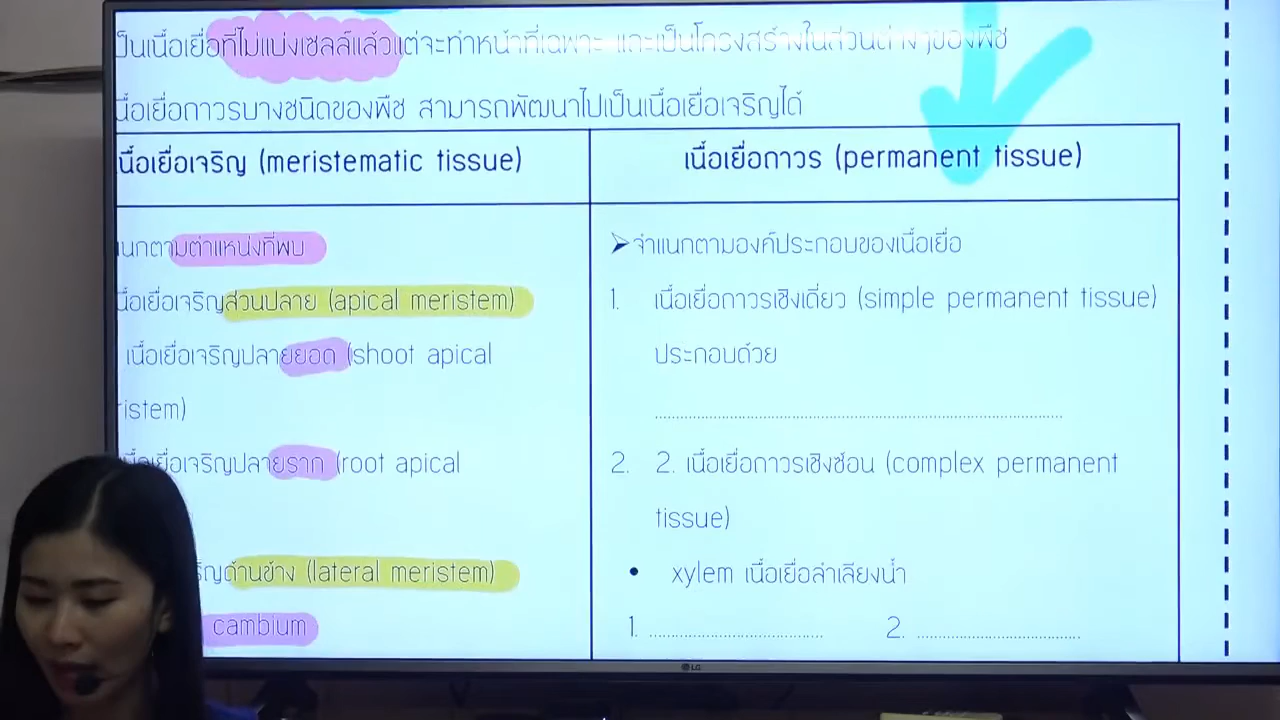 ป็นเนื้อเยื่อที่ไม่แบ่งเซลล์แล้วแต่จะทำหน้าที่เฉพาะ และเป็นโครงสร้างในส่วนต่างๆของพืช
นื้อเยื่อถาวรบางชนิดของพืช สามารถพัฒนาไปเป็นเนื้อเยื่อเจริญได้
นื้อเยื่อเจริญ (meristematic tissue)
นกตามตำแหน่งที่พบ
นื้อเยื่อเจริญส่วนปลาย (apical meristem)
เนื้อเยื่อเจริญปลายยอด (shoot apical
ristem)
นื้อเยื่อเจริญปลายราก (root apical
ริญด้านข้าง (lateral meristem)
cambium
เนื้อเยื่อถาวร (permanent tissue)
➢จำแนกตามองค์ประกอบของเนื้อเยื่อ
1. เนื้อเยื่อถาวรเชิงเดี่ยว (simple permanent tissue)
ประกอบด้วย
2. 2. เนื้อเยื่อถาวรเชิงซ้อน (complex permanent
tissue)
• xylem เนื้อเยื่อลำเลียงน้ำ
1. .......... 2. ..........
LG